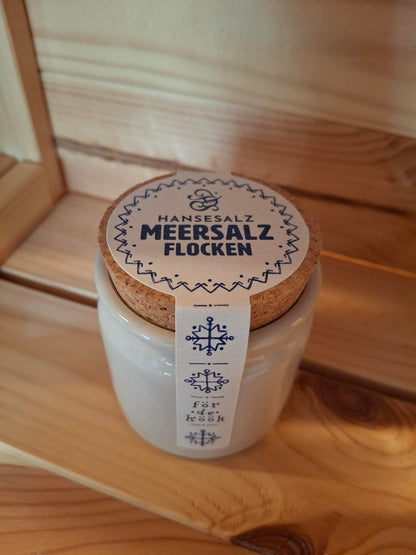 HANSESALZ
MEERSALZ
FLOCKEN
för
de
köök